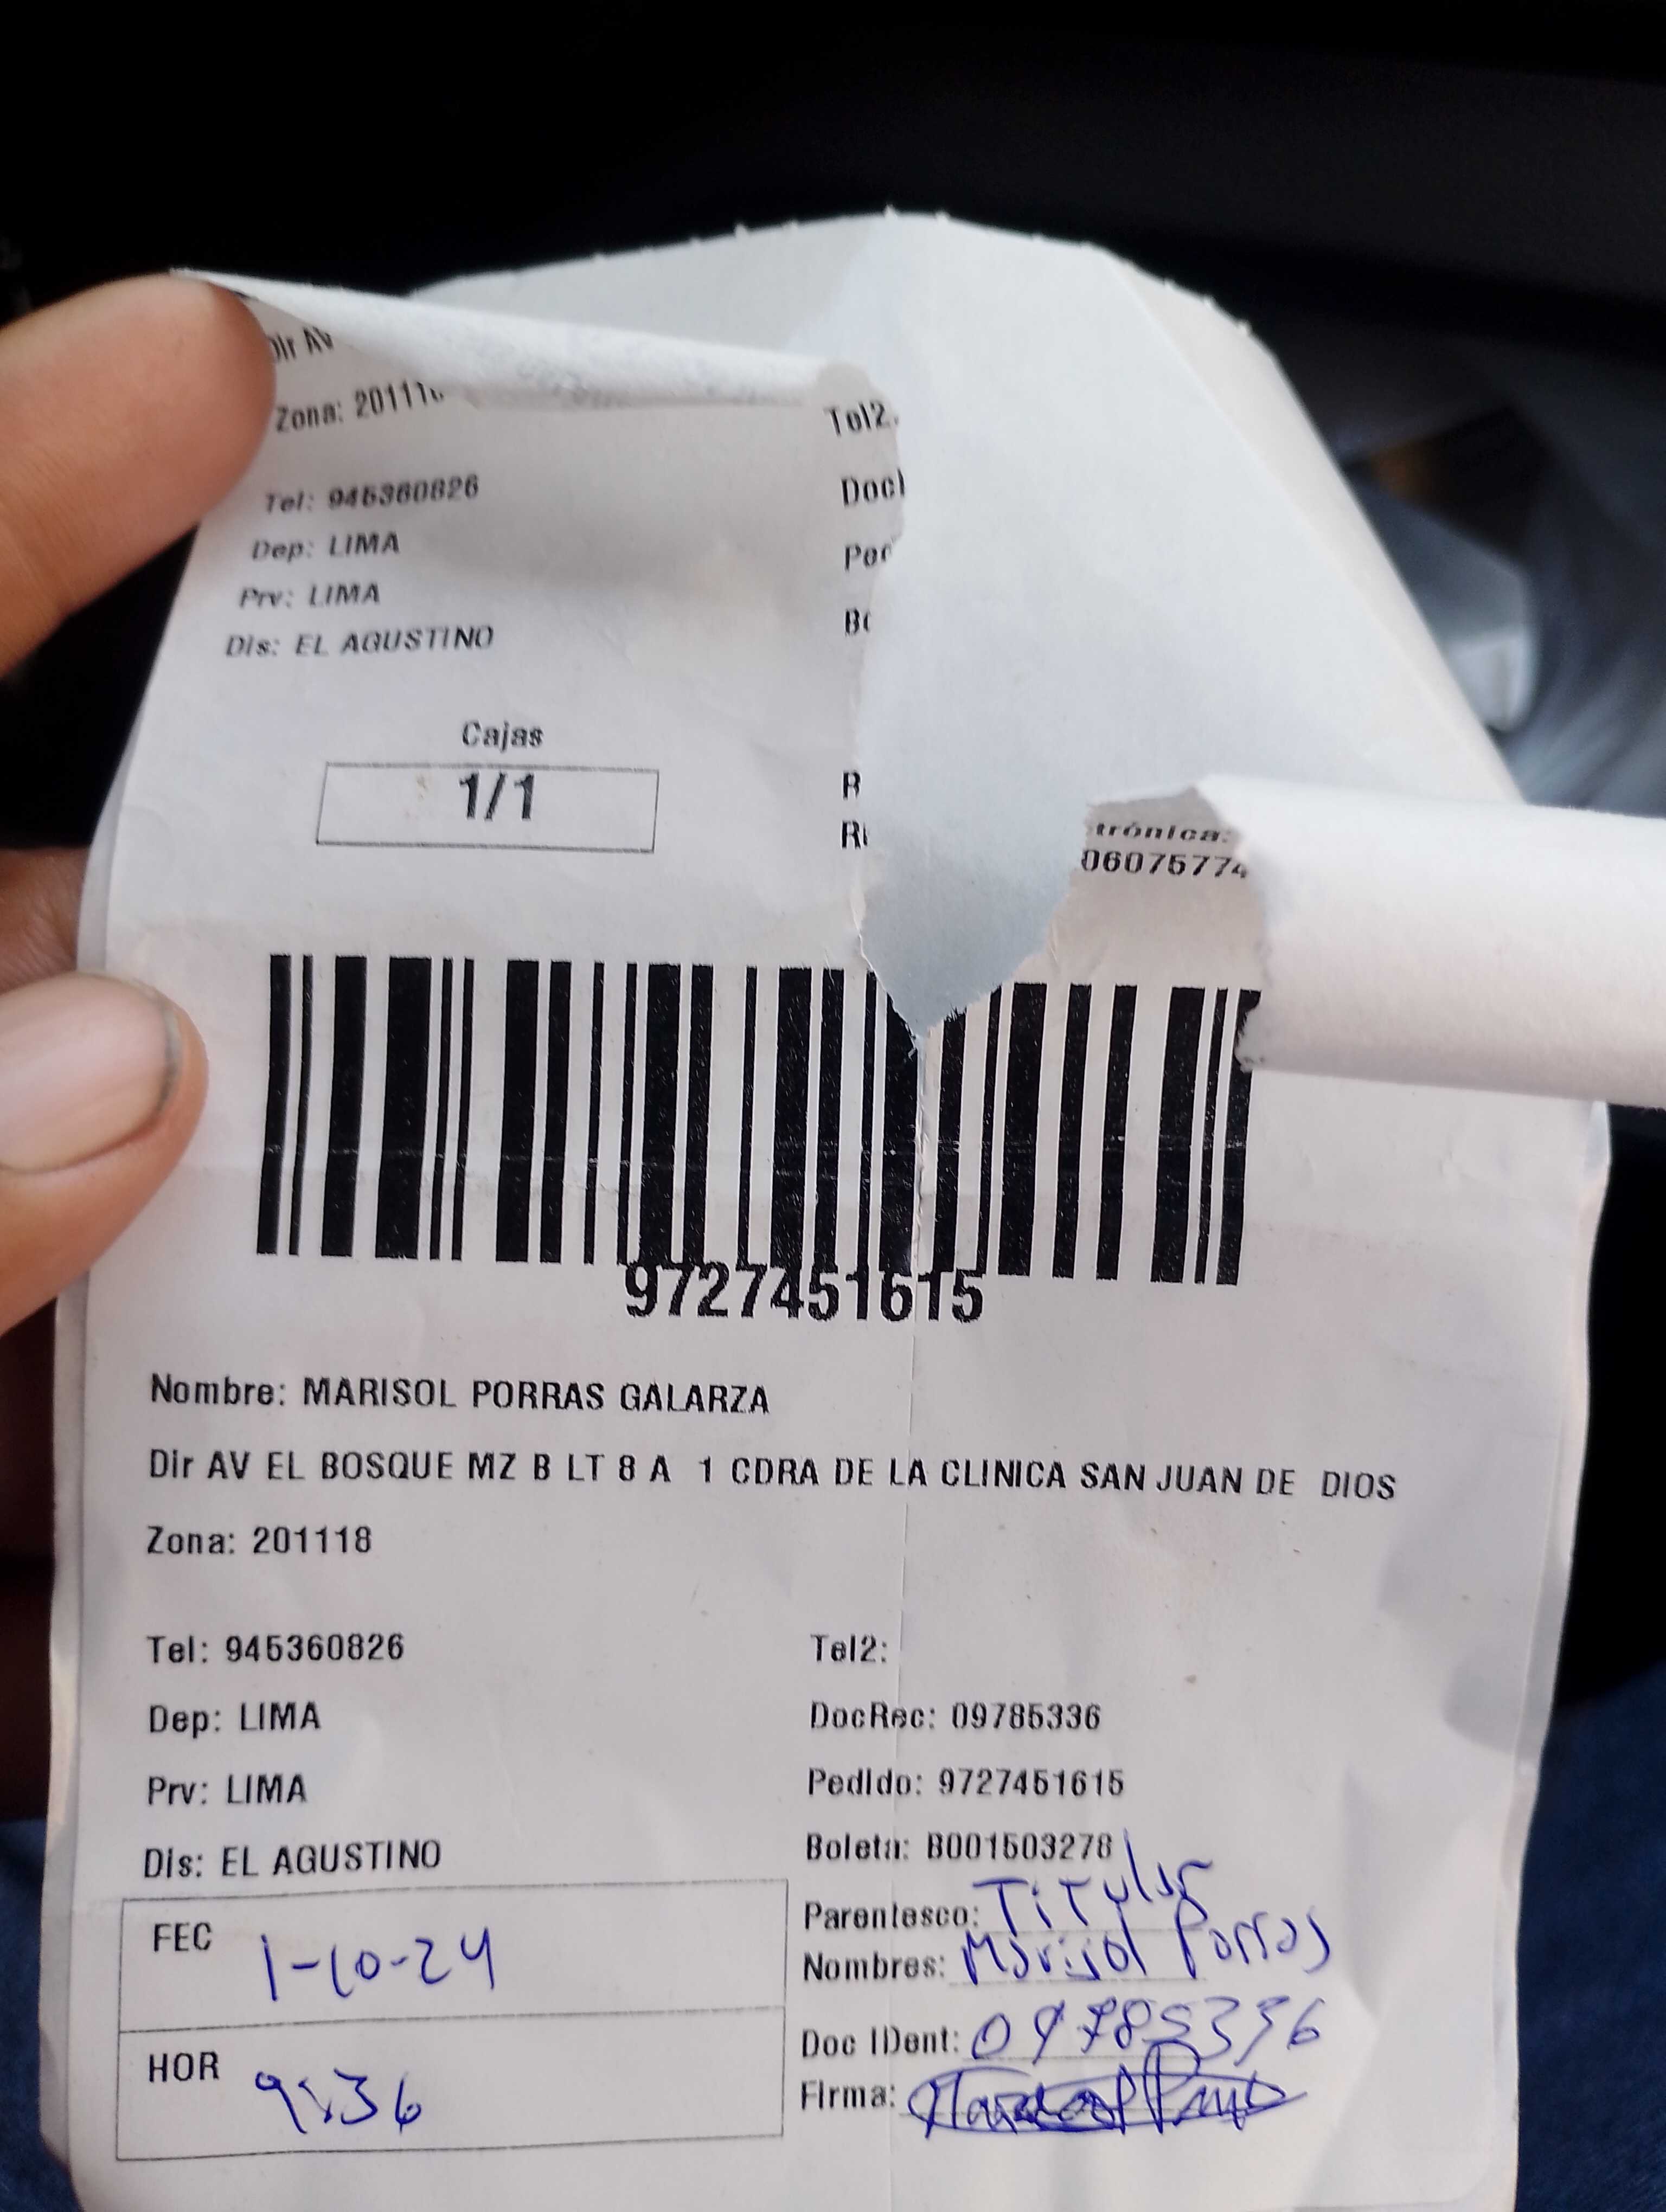 Dir AV
Zona: 20111
Tel2.
Tel: 945360826
Doc
Dep: LIMA
Ped
Prv: LIMA
Dis: EL AGUSTINO
Cajas
1/1
R
trónica:
06075774
9727451615
Nombre: MARISOL PORRAS GALARZA
Dir AV EL BOSQUE MZ B LT 8 A 1 CDRA DE LA CLINICA SAN JUAN DE DIOS
Zona: 201118
Tel: 945360826 Tel2:
Dep: LIMA DocRec: 09785336
Prv: LIMA Pedido: 9727451615
Dis: EL AGUSTINO Boleta: B001503278
FEC 1-10-24
Parentesco: Titular
Nombres: Marisol Porras
HOR 9:36
Doc IDent: 09785336
Firma: